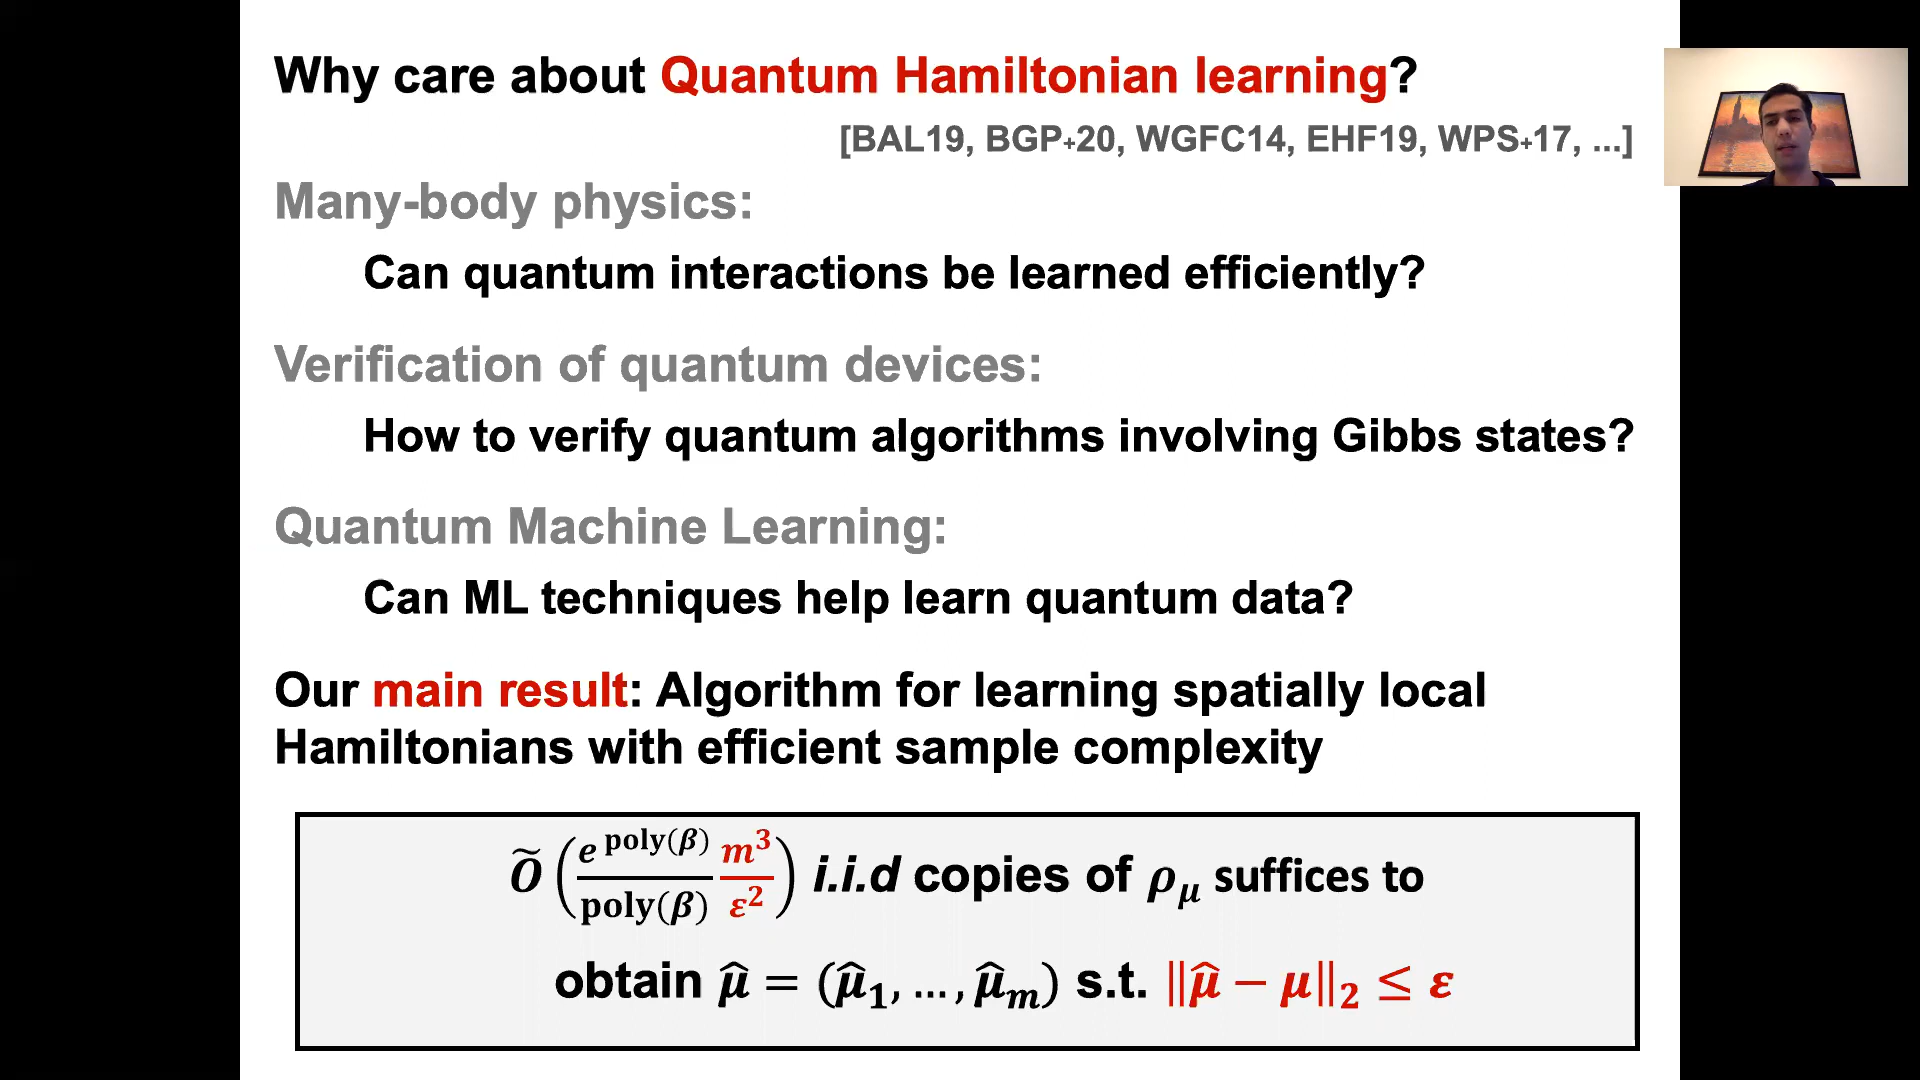 Why care about Quantum Hamiltonian learning?
[BAL19, BGP+20, WGFC14, EHF19, WPS+17, ...]
Many-body physics:
Can quantum interactions be learned efficiently?
Verification of quantum devices:
How to verify quantum algorithms involving Gibbs states?
Quantum Machine Learning:
Can ML techniques help learn quantum data?
Our main result: Algorithm for learning spatially local
Hamiltonians with efficient sample complexity
Õ(e^poly(β)/poly(β) m³/ε²) i.i.d copies of ρ_μ suffices to
obtain μ̂ = (μ̂₁, …, μ̂ₘ) s.t. ‖μ̂ − μ‖₂ ≤ ε